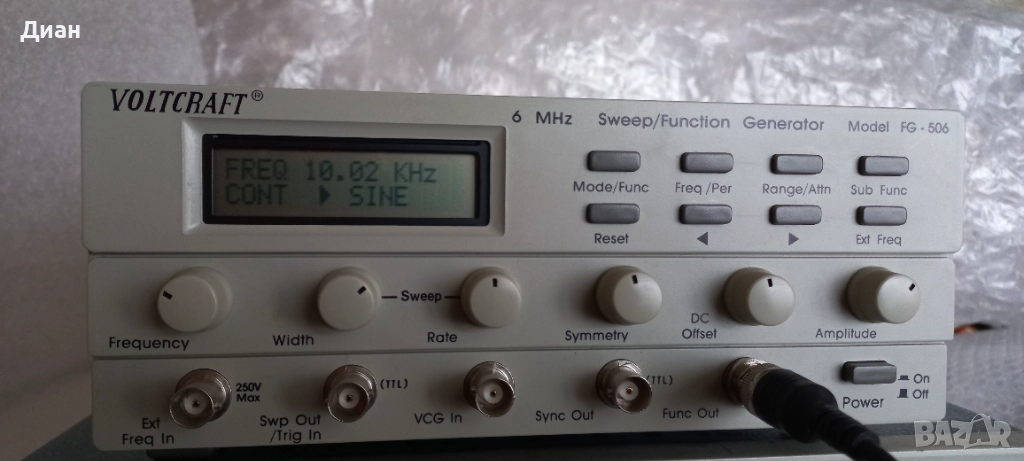 Диан
VOLTCRAFT®
6 MHz Sweep/Function Generator Model FG - 506
FREQ 10.02 KHz
CONT ▶ SINE
Mode/Func Freq /Per Range/Attn Sub Func
Reset ◀ ▶ Ext Freq
Frequency Width Sweep Rate Symmetry DC Offset Amplitude
Ext Freq In 250V Max
Swp Out /Trig In (TTL)
VCG In
Sync Out (TTL)
Func Out
Power On Off
BAZAR